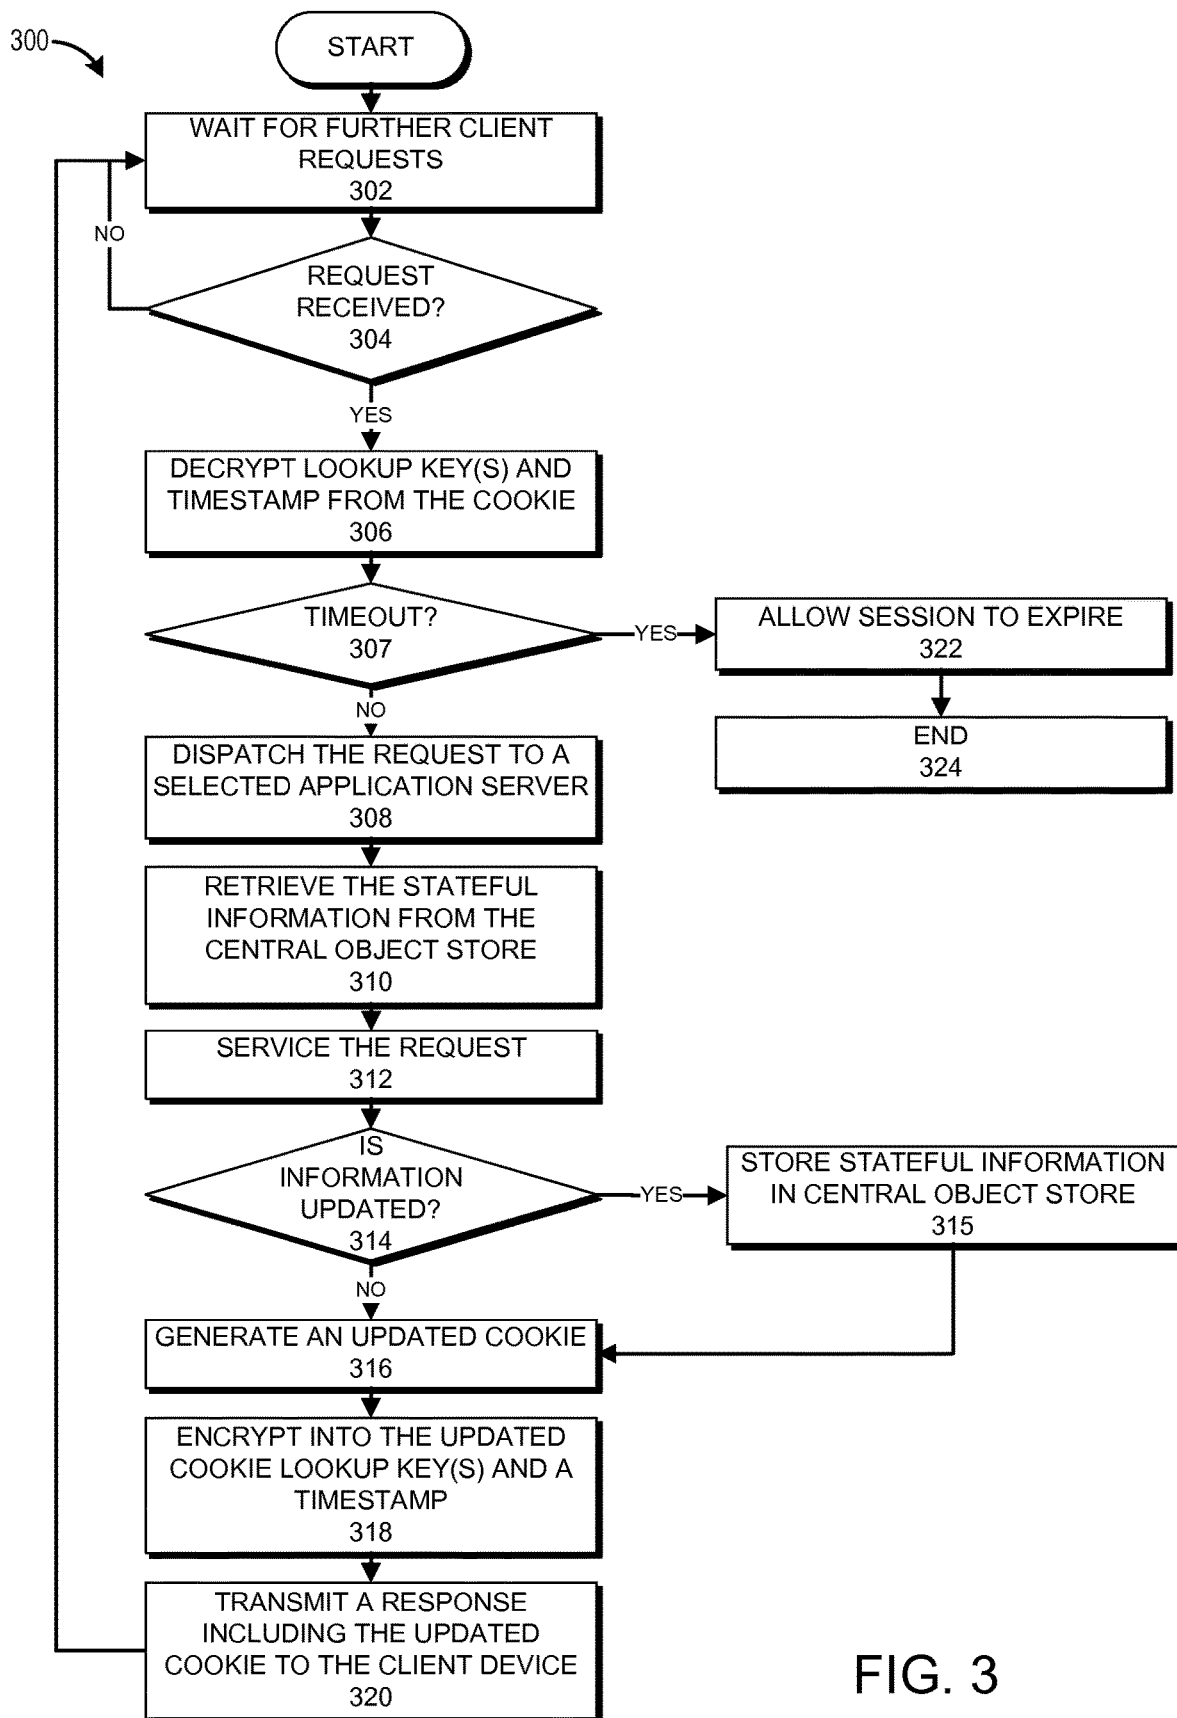 300
START
WAIT FOR FURTHER CLIENT
REQUESTS
302
NO
REQUEST
RECEIVED?
304
YES
DECRYPT LOOKUP KEY(S) AND
TIMESTAMP FROM THE COOKIE
306
TIMEOUT?
307
YES
ALLOW SESSION TO EXPIRE
322
NO
END
324
DISPATCH THE REQUEST TO A
SELECTED APPLICATION SERVER
308
RETRIEVE THE STATEFUL
INFORMATION FROM THE
CENTRAL OBJECT STORE
310
SERVICE THE REQUEST
312
IS
INFORMATION
UPDATED?
314
YES
STORE STATEFUL INFORMATION
IN CENTRAL OBJECT STORE
315
NO
GENERATE AN UPDATED COOKIE
316
ENCRYPT INTO THE UPDATED
COOKIE LOOKUP KEY(S) AND A
TIMESTAMP
318
TRANSMIT A RESPONSE
INCLUDING THE UPDATED
COOKIE TO THE CLIENT DEVICE
320
FIG. 3